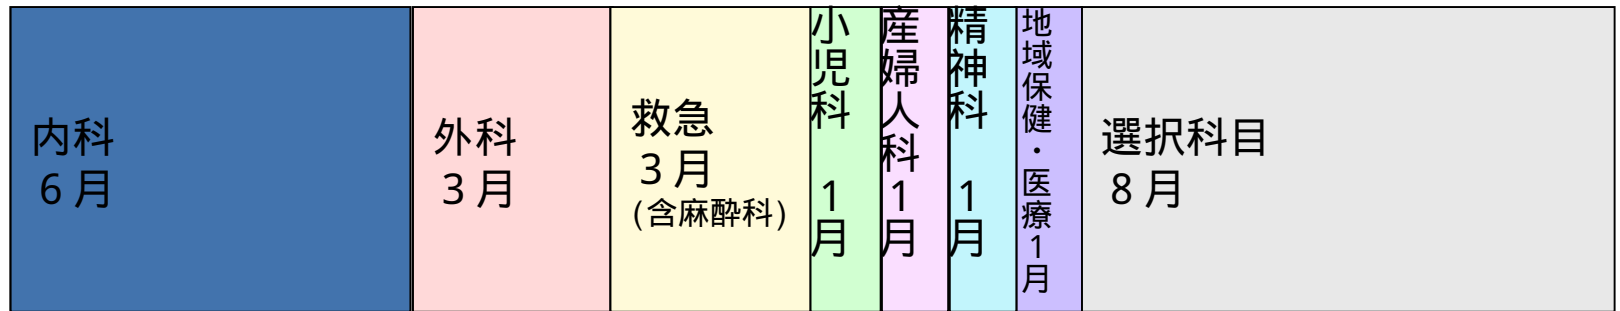 内科
6月
外科
3月
救急
3月
(含麻酔科)
小児科 1月
産婦人科1月
精神科 1月
地域保健・医療1月
選択科目
8月